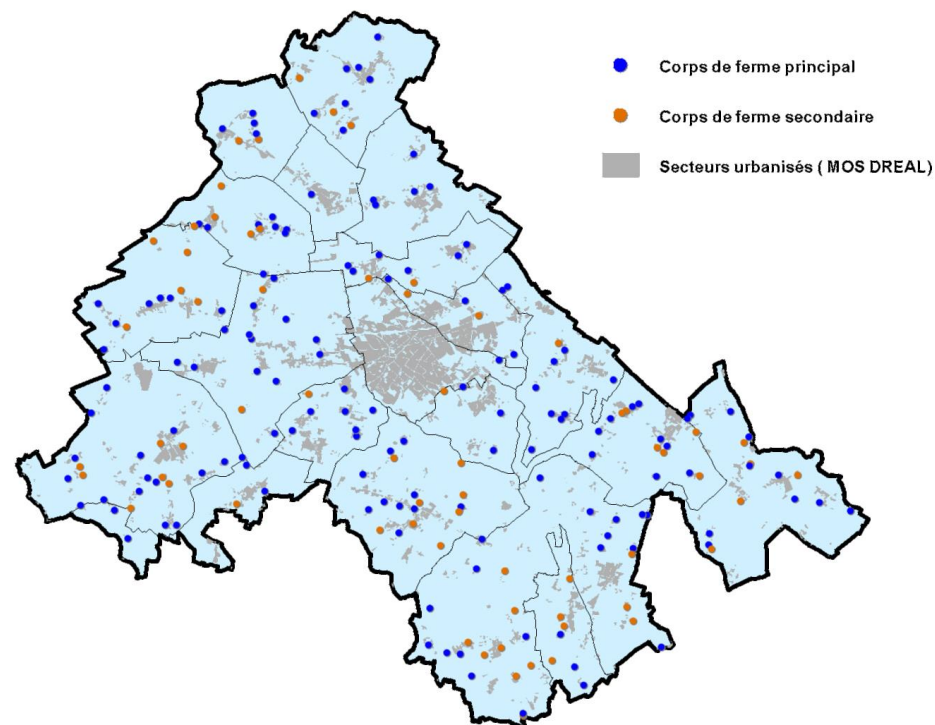 Corps de ferme principal
Corps de ferme secondaire
Secteurs urbanisés ( MOS DREAL)